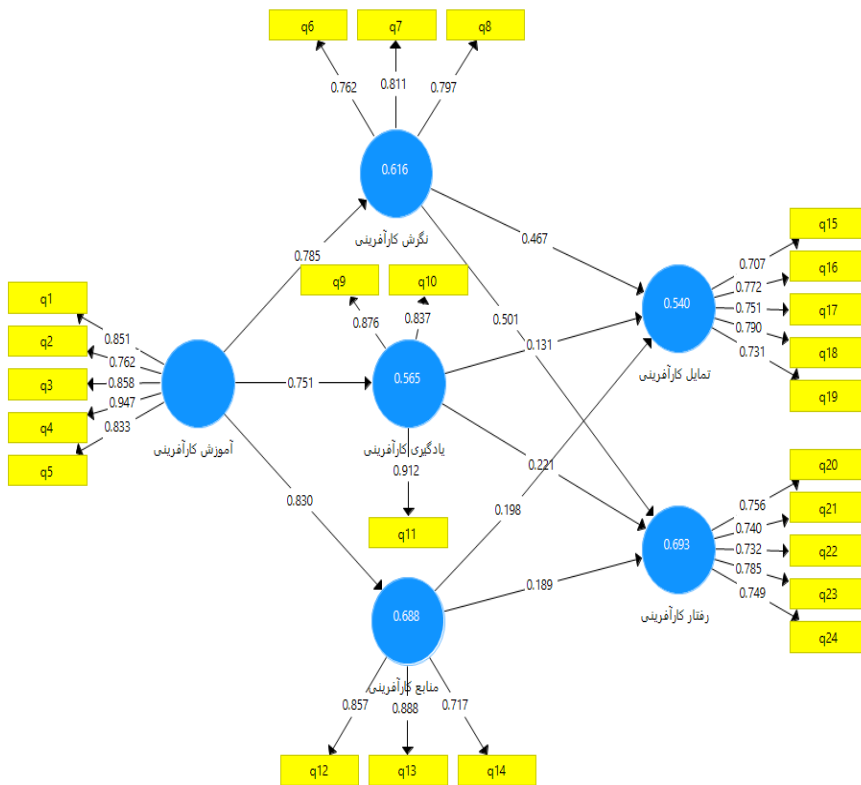 q6 q7 q8
0.762 0.811 0.797
0.616
نگرش کارآفرینی
0.785
0.467
0.501
q9 q10
0.876 0.837
q1
q2
q3
q4
q5
0.851
0.762
0.858
0.947
0.833
آموزش کارآفرینی
0.751
0.565
یادگیری کارآفرینی
0.912
q11
0.131
0.221
0.198
0.830
0.189
0.688
منابع کارآفرینی
0.857 0.888 0.717
q12 q13 q14
0.540
تمایل کارآفرینی
0.707
0.772
0.751
0.790
0.731
q15
q16
q17
q18
q19
0.693
رفتار کارآفرینی
0.756
0.740
0.732
0.785
0.749
q20
q21
q22
q23
q24